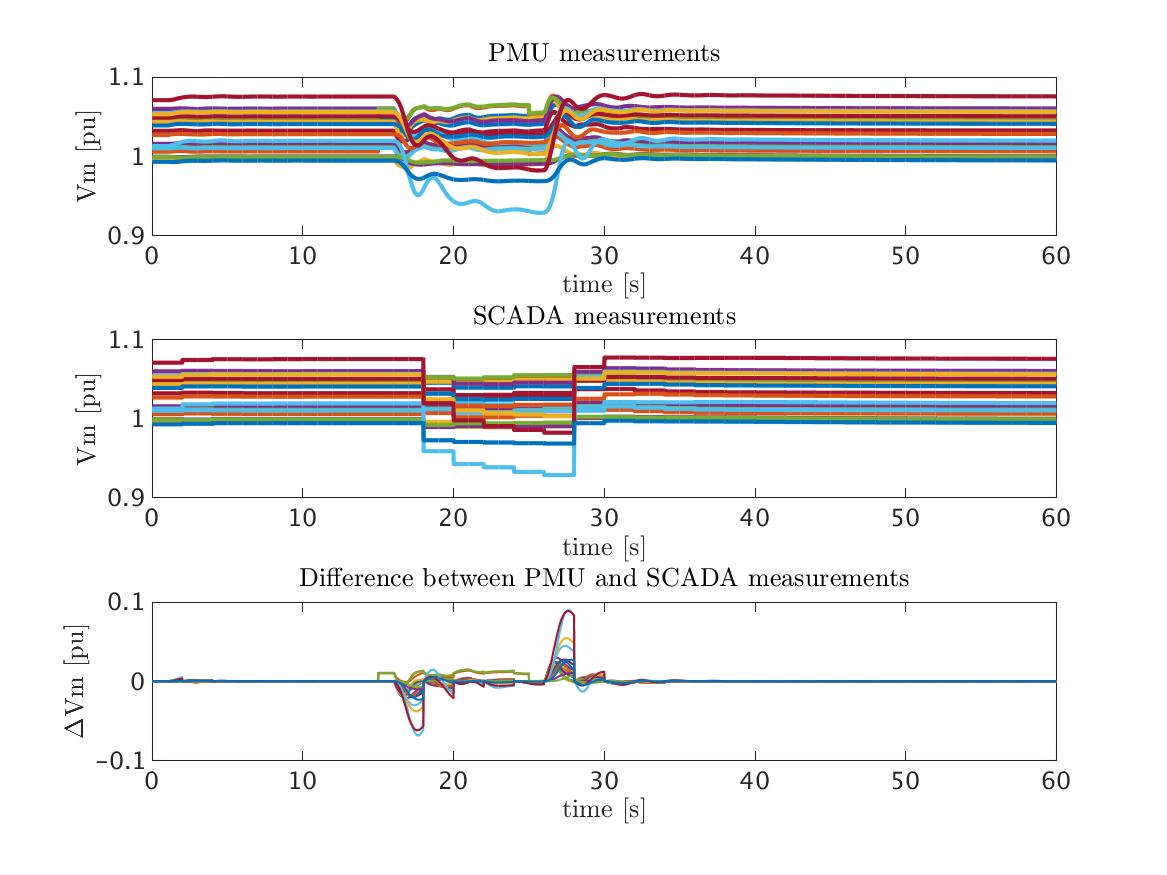 PMU measurements
1.1
1
0.9
Vm [pu]
0 10 20 30 40 50 60
time [s]
SCADA measurements
1.1
1
0.9
Vm [pu]
0 10 20 30 40 50 60
time [s]
Difference between PMU and SCADA measurements
0.1
0
−0.1
ΔVm [pu]
0 10 20 30 40 50 60
time [s]